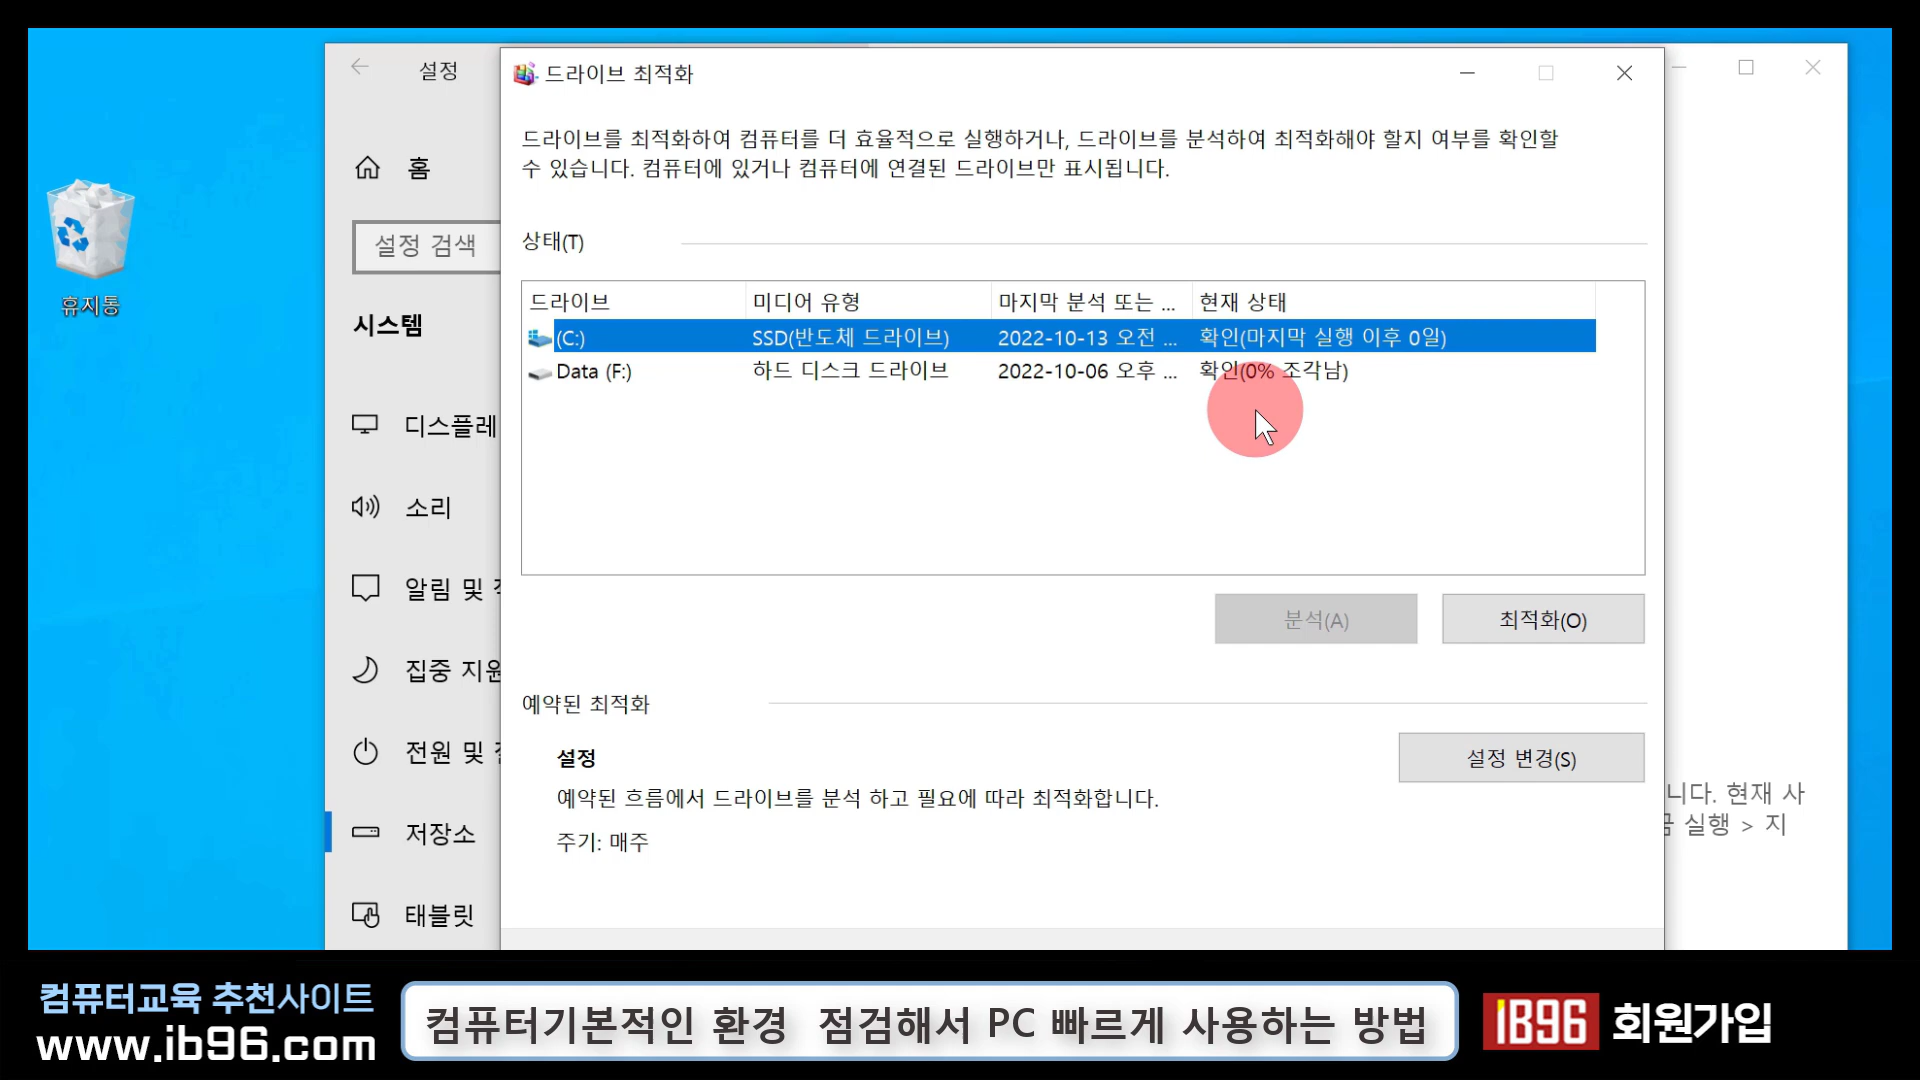 휴지통
설정
홈
설정 검색
시스템
디스플레
소리
알림 및
집중 지원
전원 및
저장소
태블릿
드라이브 최적화
드라이브를 최적화하여 컴퓨터를 더 효율적으로 실행하거나, 드라이브를 분석하여 최적화해야 할지 여부를 확인할
수 있습니다. 컴퓨터에 있거나 컴퓨터에 연결된 드라이브만 표시됩니다.
상태(T)
드라이브 미디어 유형 마지막 분석 또는 ... 현재 상태
(C:) SSD(반도체 드라이브) 2022-10-13 오전 ... 확인(마지막 실행 이후 0일)
Data (F:) 하드 디스크 드라이브 2022-10-06 오후 ... 확인(0% 조각남)
분석(A) 최적화(O)
예약된 최적화
설정
설정 변경(S)
예약된 흐름에서 드라이브를 분석 하고 필요에 따라 최적화합니다.
주기: 매주
니다. 현재 사
실행 > 지
컴퓨터교육 추천사이트
www.ib96.com
컴퓨터기본적인 환경 점검해서 PC 빠르게 사용하는 방법
IB96 회원가입